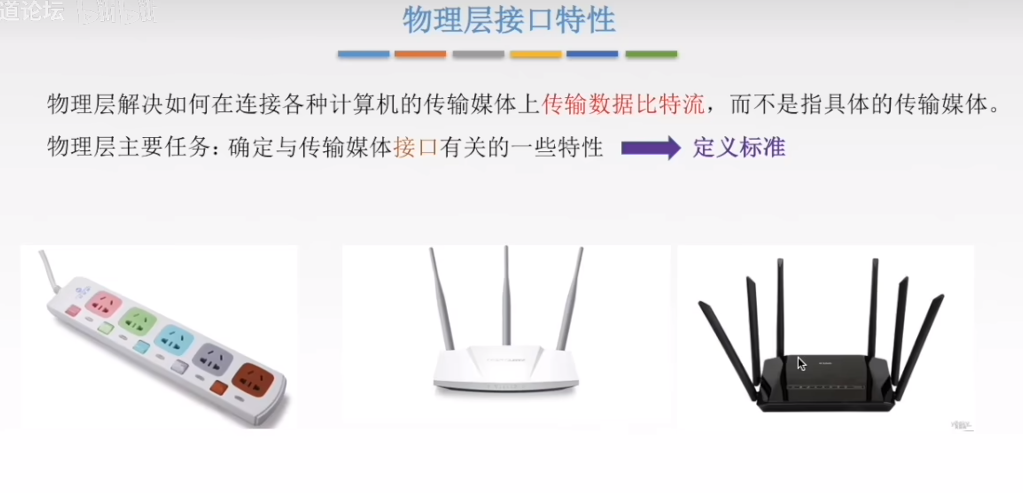 道论坛
物理层接口特性
物理层解决如何在连接各种计算机的传输媒体上传输数据比特流，而不是指具体的传输媒体。
物理层主要任务：确定与传输媒体接口有关的一些特性 定义标准